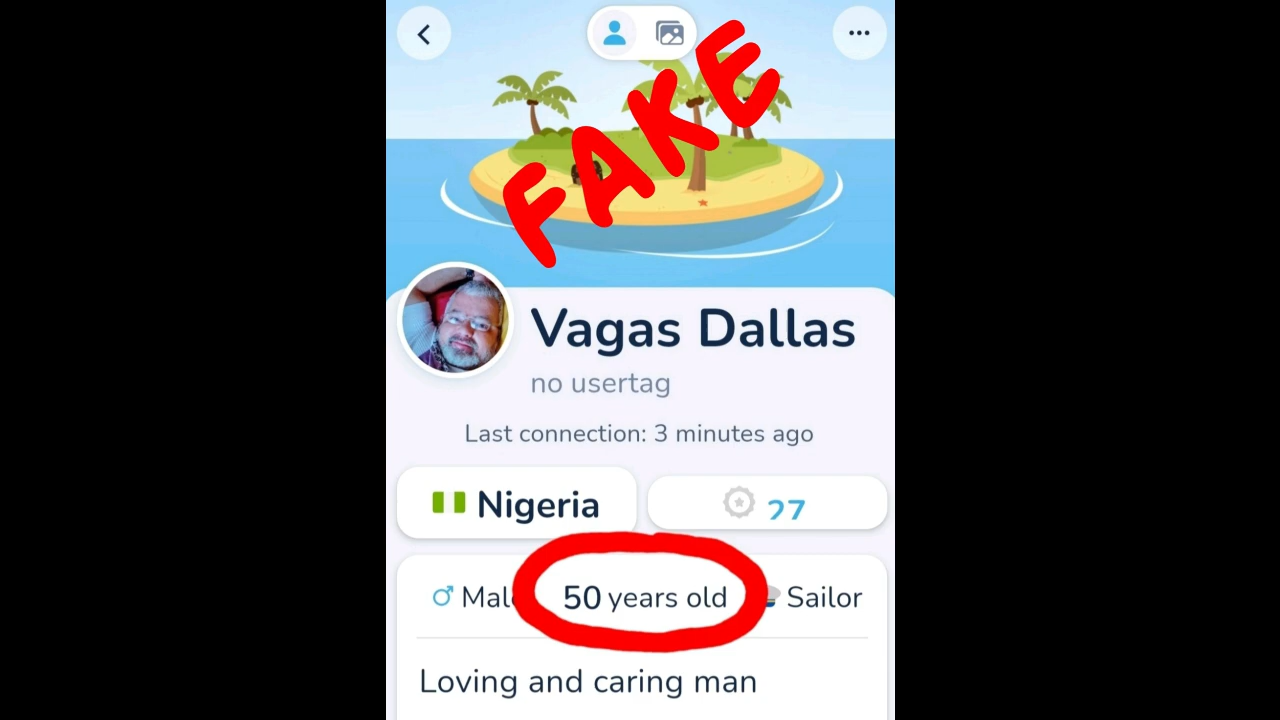 FAKE
Vagas Dallas
no usertag
Last connection: 3 minutes ago
Nigeria
27
Male 50 years old Sailor
Loving and caring man